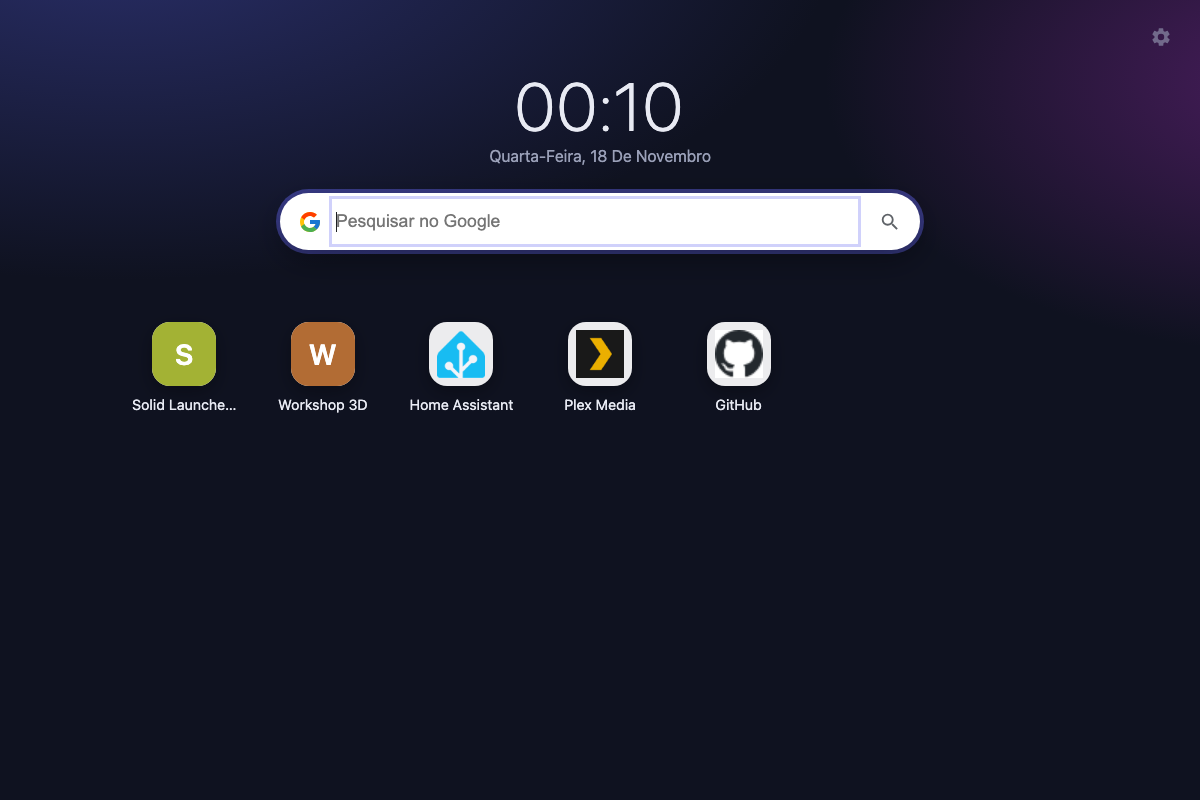 00:10
Quarta-Feira, 18 De Novembro
Pesquisar no Google
S
W
Solid Launche...
Workshop 3D
Home Assistant
Plex Media
GitHub